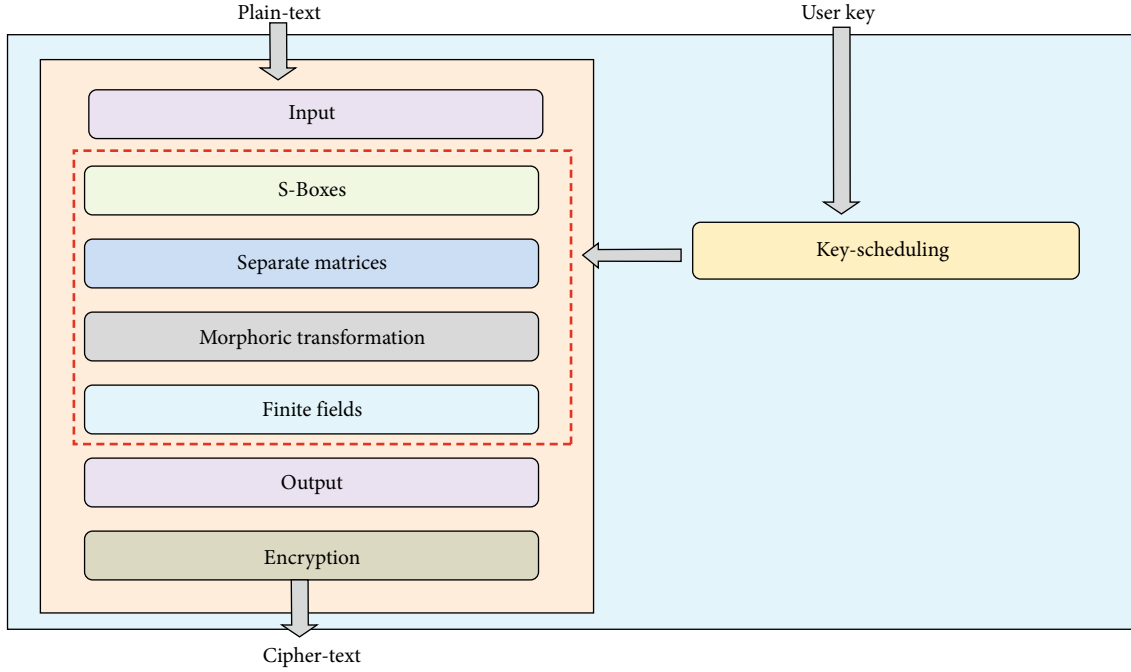 Plain-text
User key
Input
S-Boxes
Separate matrices
Key-scheduling
Morphoric transformation
Finite fields
Output
Encryption
Cipher-text